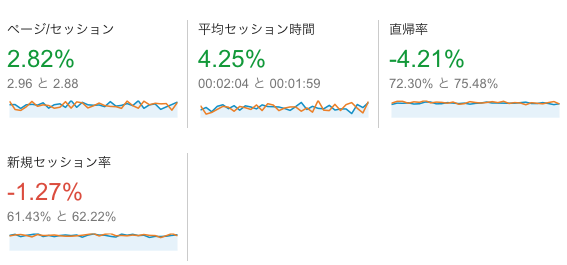 ページ/セッション
2.82%
2.96 と 2.88
平均セッション時間
4.25%
00:02:04 と 00:01:59
直帰率
-4.21%
72.30% と 75.48%
新規セッション率
-1.27%
61.43% と 62.22%